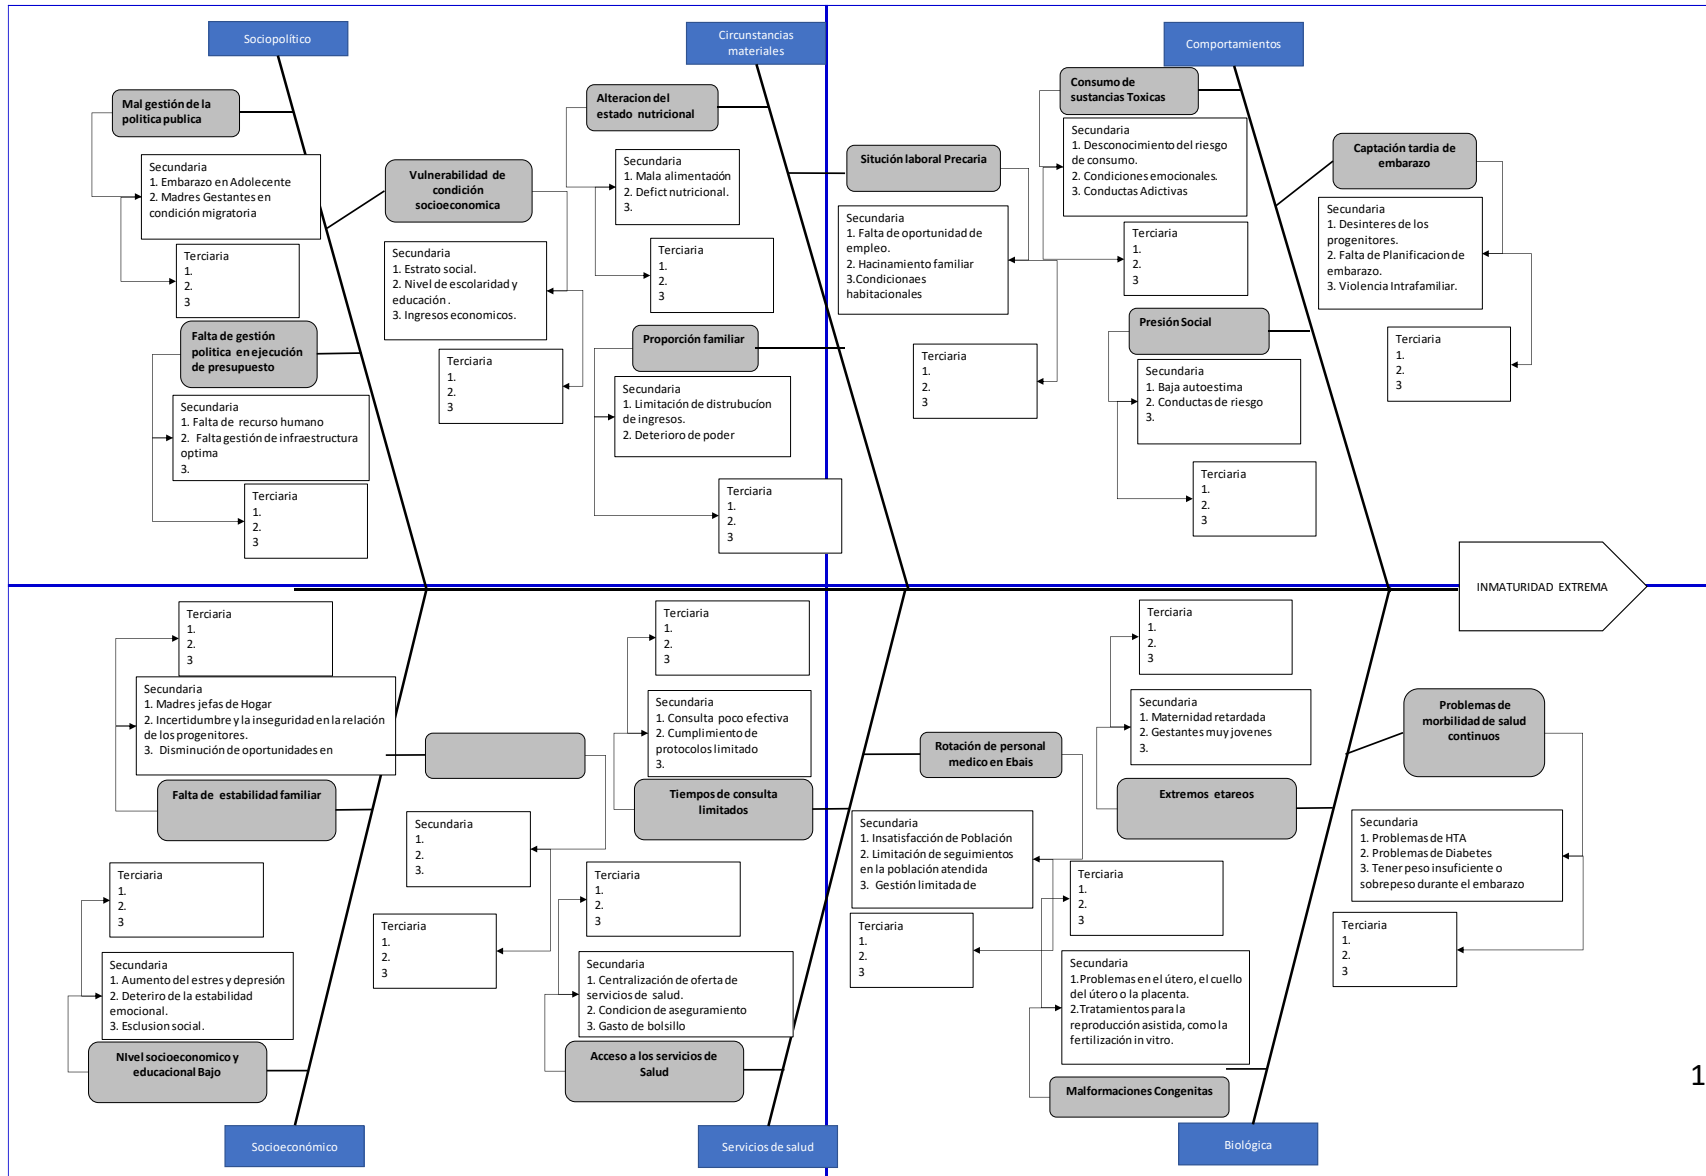 Sociopolítico
Circunstancias
materiales
Comportamientos
Mal gestión de la
politica publica
Secundaria
1. Embarazo en Adolecente
2. Madres Gestantes en
condición migratoria
Terciaria
1.
2.
3
Vulnerabilidad de
condición
socioeconomica
Secundaria
1. Estrato social.
2. Nivel de escolaridad y
educación .
3. Ingresos economicos.
Terciaria
1.
2.
3
Falta de gestión
politica en ejecución
de presupuesto
Secundaria
1. Falta de recurso humano
2. Falta gestión de infraestructura
optima
3.
Terciaria
1.
2.
3
Alteracion del
estado nutricional
Secundaria
1. Mala alimentación
2. Defict nutricional.
3.
Terciaria
1.
2.
3
Situción laboral Precaria
Secundaria
1. Falta de oportunidad de
empleo.
2. Hacinamiento familiar
3.Condicionaes
habitacionales
Terciaria
1.
2.
3
Proporción familiar
Secundaria
1. Limitación de distrubucíon
de ingresos.
2. Deterioro de poder
Terciaria
1.
2.
3
Consumo de
sustancias Toxicas
Secundaria
1. Desconocimiento del riesgo
de consumo.
2. Condiciones emocionales.
3. Conductas Adictivas
Terciaria
1.
2.
3
Captación tardia de
embarazo
Secundaria
1. Desinteres de los
progenitores.
2. Falta de Planificacion de
embarazo.
3. Violencia Intrafamiliar.
Terciaria
1.
2.
3
Presión Social
Secundaria
1. Baja autoestima
2. Conductas de riesgo
3.
Terciaria
1.
2.
3
INMATURIDAD EXTREMA
Terciaria
1.
2.
3
Secundaria
1. Madres jefas de Hogar
2. Incertidumbre y la inseguridad en la relación
de los progenitores.
3. Disminución de oportunidades en
Falta de estabilidad familiar
Secundaria
1.
2.
3.
Terciaria
1.
2.
3
Terciaria
1.
2.
3
Secundaria
1. Aumento del estres y depresión
2. Deteriro de la estabilidad
emocional.
3. Esclusion social.
NIvel socioeconomico y
educacional Bajo
Socioeconómico
Terciaria
1.
2.
3
Secundaria
1. Consulta poco efectiva
2. Cumplimiento de
protocolos limitado
3.
Tiempos de consulta
limitados
Rotación de personal
medico en Ebais
Secundaria
1. Insatisfacción de Población
2. Limitación de seguimientos
en la población atendida
3. Gestión limitada de
Terciaria
1.
2.
3
Terciaria
1.
2.
3
Secundaria
1. Centralización de oferta de
servicios de salud.
2. Condicion de aseguramiento
3. Gasto de bolsillo
Acceso a los servicios de
Salud
Servicios de salud
Terciaria
1.
2.
3
Secundaria
1. Maternidad retardada
2. Gestantes muy jovenes
3.
Extremos etareos
Problemas de
morbilidad de salud
continuos
Secundaria
1. Problemas de HTA
2. Problemas de Diabetes
3. Tener peso insuficiente o
sobrepeso durante el embarazo
Terciaria
1.
2.
3
Terciaria
1.
2.
3
Secundaria
1.Problemas en el útero, el cuello
del útero o la placenta.
2.Tratamientos para la
reproducción asistida, como la
fertilización in vitro.
Malformaciones Congenitas
Biológica
1